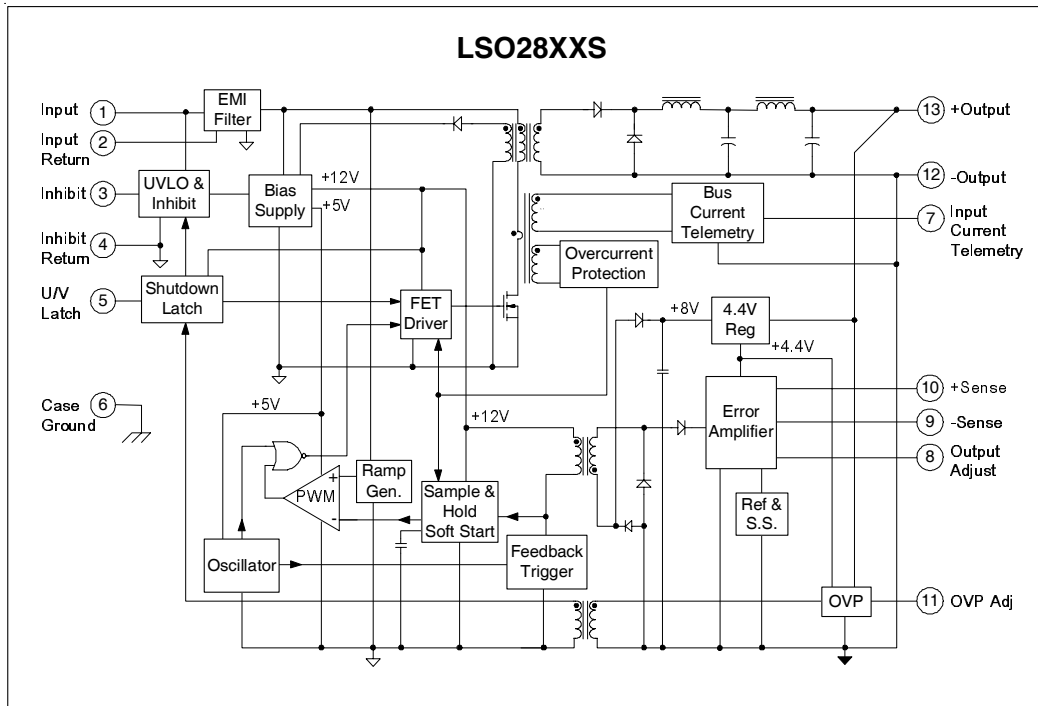 LSO28XXS
Input
1
EMI
Filter
13
+Output
2
Input
Return
12
-Output
Inhibit
3
UVLO &
Inhibit
Bias
Supply
+12V
+5V
Bus
Current
Telemetry
7
Input
Current
Telemetry
Inhibit
Return
4
Overcurrent
Protection
U/V
Latch
5
Shutdown
Latch
FET
Driver
+8V
4.4V
Reg
+4.4V
Case
Ground
6
+5V
+12V
Error
Amplifier
10
+Sense
9
-Sense
8
Output
Adjust
+
PWM
-
Ramp
Gen.
Sample &
Hold
Soft Start
Ref &
S.S.
Oscillator
Feedback
Trigger
OVP
11
OVP Adj